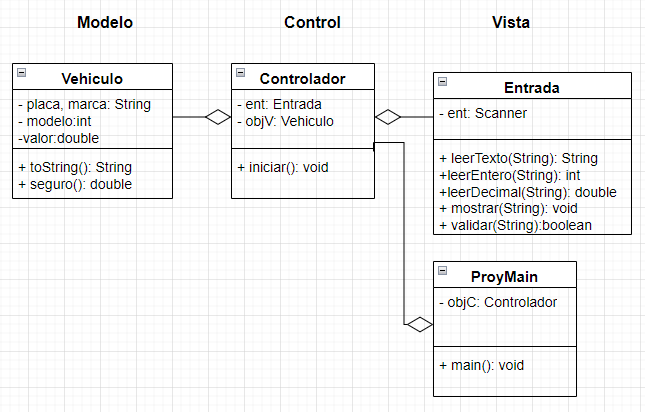 Modelo
Control
Vista
Vehiculo
- placa, marca: String
- modelo:int
-valor:double
+ toString(): String
+ seguro(): double
Controlador
- ent: Entrada
- objV: Vehiculo
+ iniciar(): void
Entrada
- ent: Scanner
+ leerTexto(String): String
+leerEntero(String): int
+leerDecimal(String): double
+ mostrar(String): void
+ validar(String):boolean
ProyMain
- objC: Controlador
+ main(): void